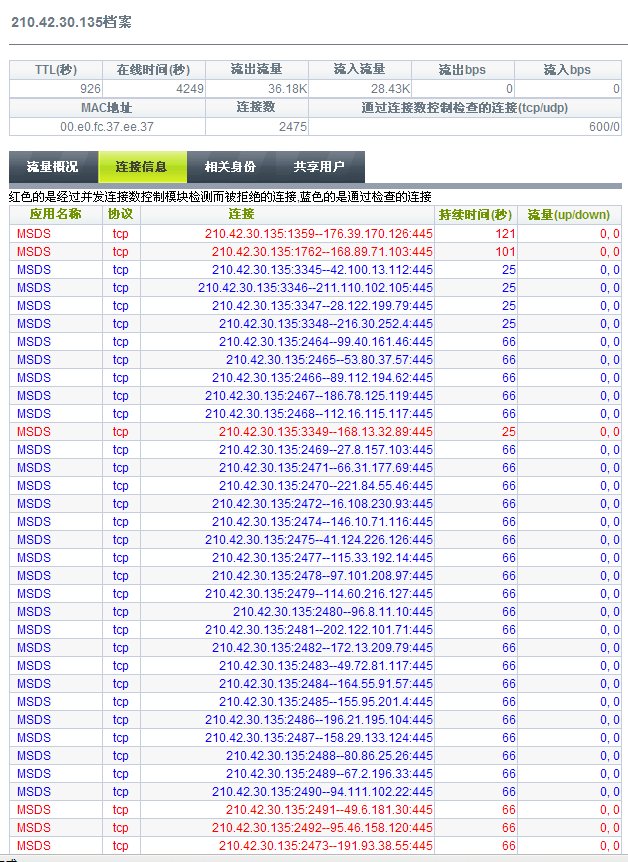 210.42.30.135档案
TTL(秒) 在线时间(秒) 流出流量 流入流量 流出bps 流入bps
926 4249 36.18K 28.43K 0 0
MAC地址 连接数 通过连接数控制检查的连接(tcp/udp)
00.e0.fc.37.ee.37 2475 600/0
流量概况 连接信息 相关身份 共享用户
红色的是经过并发连接数控制模块检测而被拒绝的连接,蓝色的是通过检查的连接
应用名称 协议 连接 持续时间(秒) 流量(up/down)
MSDS tcp 210.42.30.135:1359--176.39.170.126:445 121 0, 0
MSDS tcp 210.42.30.135:1762--168.89.71.103:445 101 0, 0
MSDS tcp 210.42.30.135:3345--42.100.13.112:445 25 0, 0
MSDS tcp 210.42.30.135:3346--211.110.102.105:445 25 0, 0
MSDS tcp 210.42.30.135:3347--28.122.199.79:445 25 0, 0
MSDS tcp 210.42.30.135:3348--216.30.252.4:445 25 0, 0
MSDS tcp 210.42.30.135:2464--99.40.161.46:445 66 0, 0
MSDS tcp 210.42.30.135:2465--53.80.37.57:445 66 0, 0
MSDS tcp 210.42.30.135:2466--89.112.194.62:445 66 0, 0
MSDS tcp 210.42.30.135:2467--186.78.125.119:445 66 0, 0
MSDS tcp 210.42.30.135:2468--112.16.115.117:445 66 0, 0
MSDS tcp 210.42.30.135:3349--168.13.32.89:445 25 0, 0
MSDS tcp 210.42.30.135:2469--27.8.157.103:445 66 0, 0
MSDS tcp 210.42.30.135:2471--66.31.177.69:445 66 0, 0
MSDS tcp 210.42.30.135:2470--221.84.55.46:445 66 0, 0
MSDS tcp 210.42.30.135:2472--16.108.230.93:445 66 0, 0
MSDS tcp 210.42.30.135:2474--146.10.71.116:445 66 0, 0
MSDS tcp 210.42.30.135:2475--41.124.226.126:445 66 0, 0
MSDS tcp 210.42.30.135:2477--115.33.192.14:445 66 0, 0
MSDS tcp 210.42.30.135:2478--97.101.208.97:445 66 0, 0
MSDS tcp 210.42.30.135:2479--114.60.216.127:445 66 0, 0
MSDS tcp 210.42.30.135:2480--96.8.11.10:445 66 0, 0
MSDS tcp 210.42.30.135:2481--202.122.101.71:445 66 0, 0
MSDS tcp 210.42.30.135:2482--172.13.209.79:445 66 0, 0
MSDS tcp 210.42.30.135:2483--49.72.81.117:445 66 0, 0
MSDS tcp 210.42.30.135:2484--164.55.91.57:445 66 0, 0
MSDS tcp 210.42.30.135:2485--155.95.201.4:445 66 0, 0
MSDS tcp 210.42.30.135:2486--196.21.195.104:445 66 0, 0
MSDS tcp 210.42.30.135:2487--158.29.133.124:445 66 0, 0
MSDS tcp 210.42.30.135:2488--80.86.25.26:445 66 0, 0
MSDS tcp 210.42.30.135:2489--67.2.196.33:445 66 0, 0
MSDS tcp 210.42.30.135:2490--94.111.102.22:445 66 0, 0
MSDS tcp 210.42.30.135:2491--49.6.181.30:445 66 0, 0
MSDS tcp 210.42.30.135:2492--95.46.158.120:445 66 0, 0
MSDS tcp 210.42.30.135:2473--191.93.38.55:445 66 0, 0